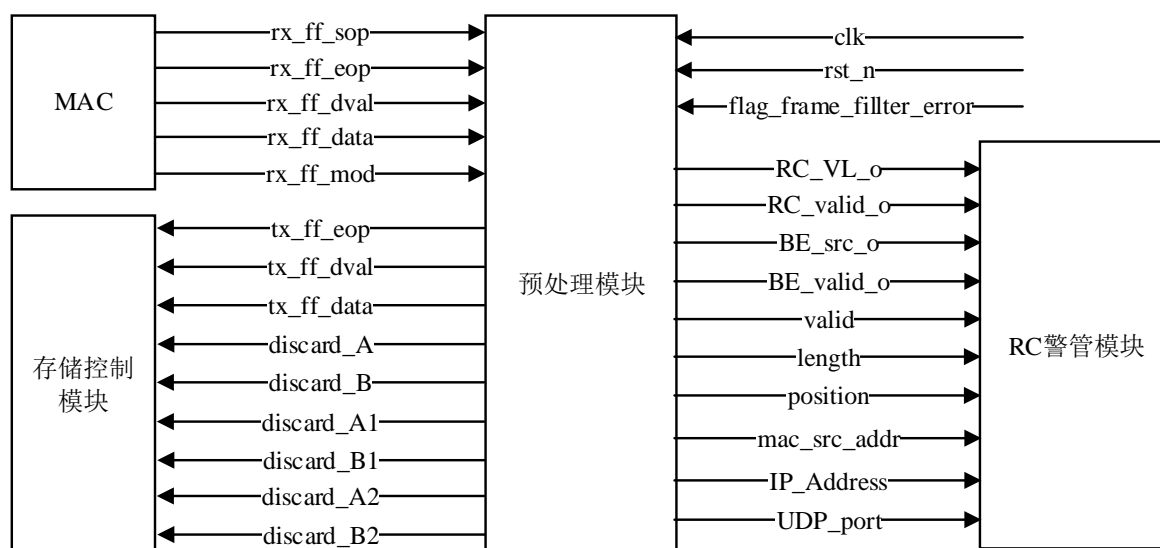 MAC
rx_ff_sop
rx_ff_eop
rx_ff_dval
rx_ff_data
rx_ff_mod
存储控制
模块
tx_ff_eop
tx_ff_dval
tx_ff_data
discard_A
discard_B
discard_A1
discard_B1
discard_A2
discard_B2
预处理模块
clk
rst_n
flag_frame_fillter_error
RC_VL_o
RC_valid_o
BE_src_o
BE_valid_o
valid
length
position
mac_src_addr
IP_Address
UDP_port
RC警管模块